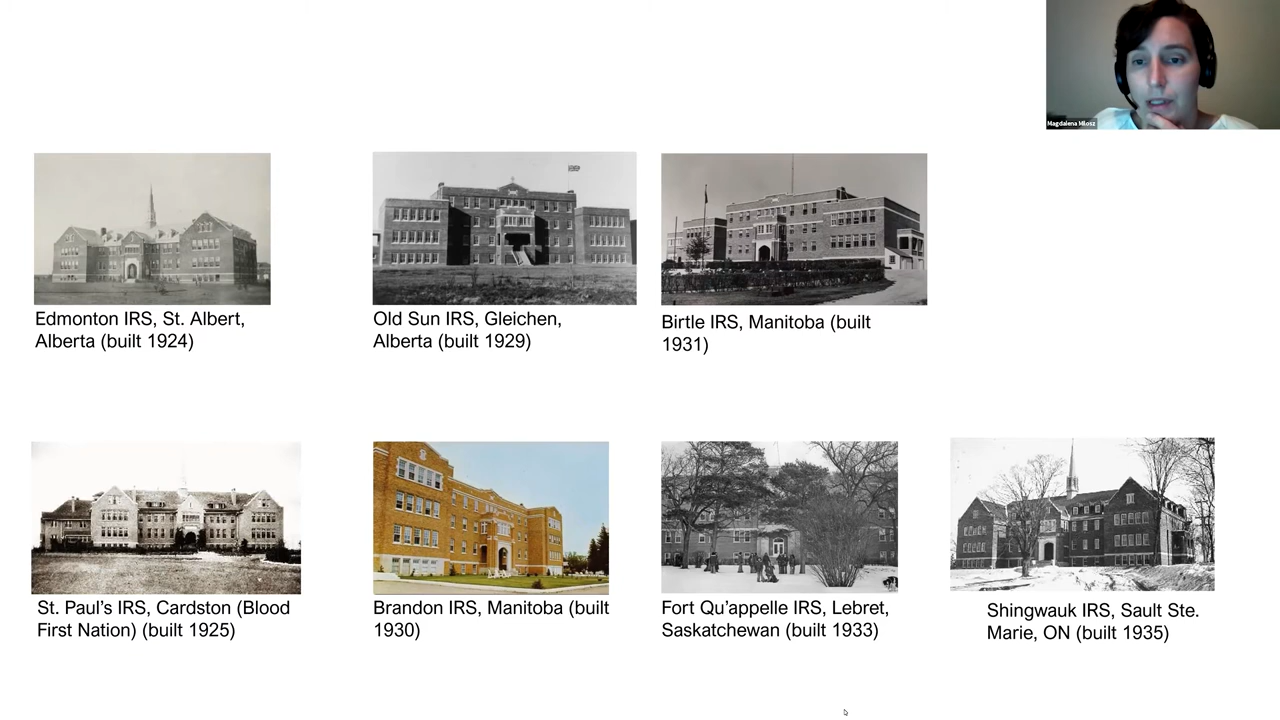 Magdalena Milosz
Edmonton IRS, St. Albert,
Alberta (built 1924)
Old Sun IRS, Gleichen,
Alberta (built 1929)
Birtle IRS, Manitoba (built
1931)
St. Paul’s IRS, Cardston (Blood
First Nation) (built 1925)
Brandon IRS, Manitoba (built
1930)
Fort Qu’appelle IRS, Lebret,
Saskatchewan (built 1933)
Shingwauk IRS, Sault Ste.
Marie, ON (built 1935)